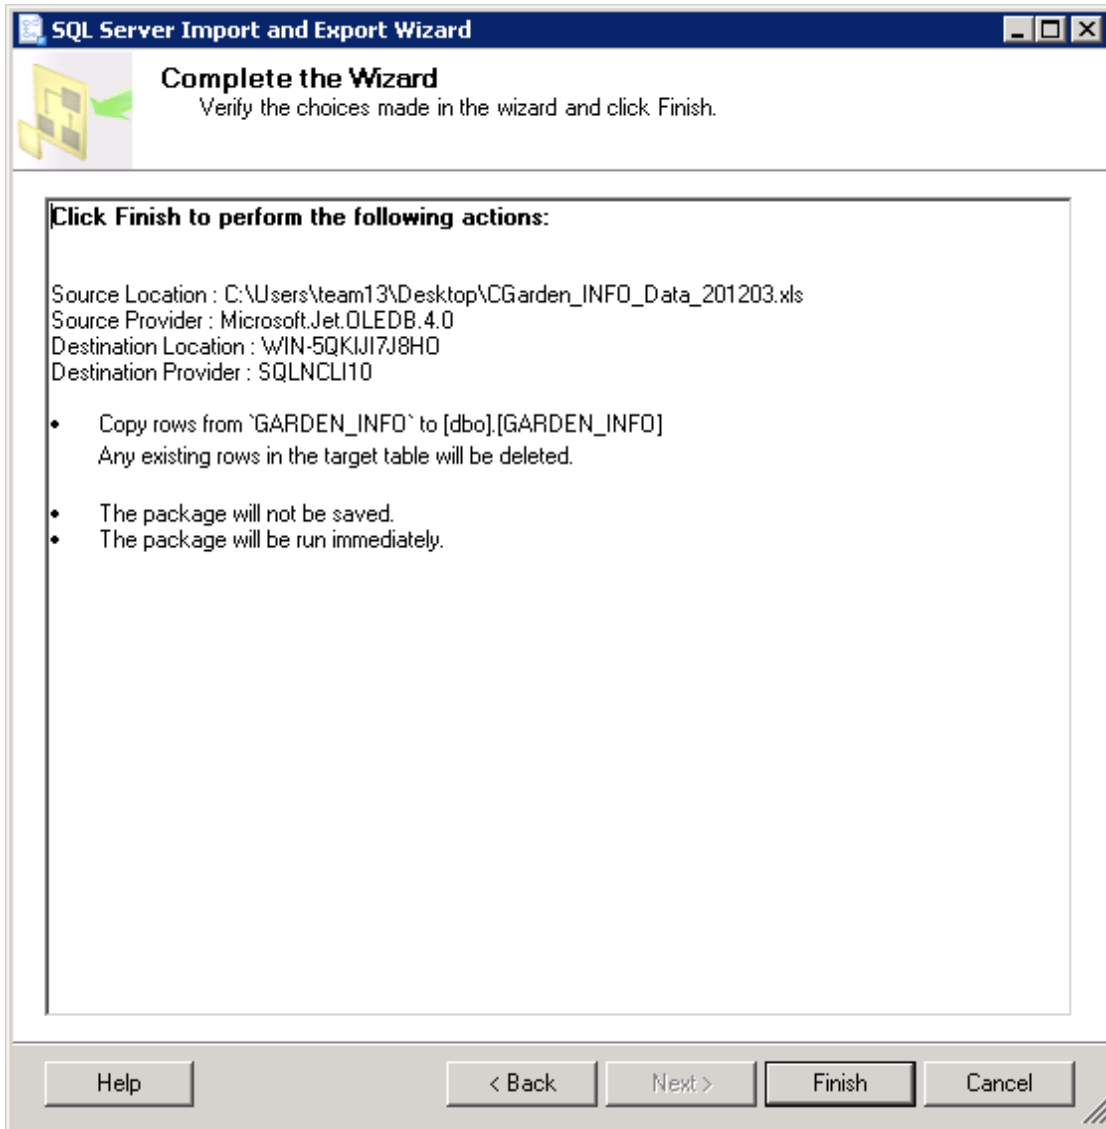 SQL Server Import and Export Wizard
Complete the Wizard
Verify the choices made in the wizard and click Finish.
Click Finish to perform the following actions:
Source Location : C:\Users\team13\Desktop\CGarden_INFO_Data_201203.xls
Source Provider : Microsoft.Jet.OLEDB.4.0
Destination Location : WIN-5QKIJI7J8HO
Destination Provider : SQLNCLI10
• Copy rows from `GARDEN_INFO` to [dbo].[GARDEN_INFO]
Any existing rows in the target table will be deleted.
• The package will not be saved.
• The package will be run immediately.
Help < Back Next > Finish Cancel